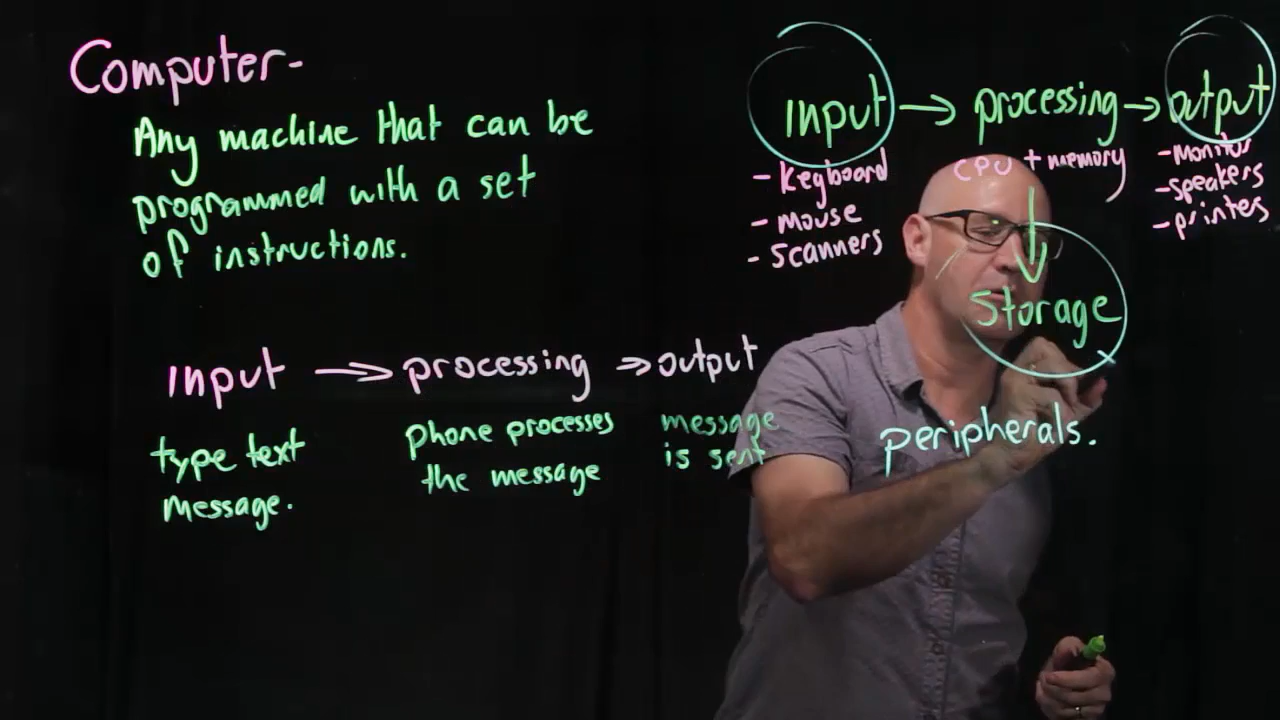 Computer-
Any machine that can be
programmed with a set
of instructions.
input → processing → output
type text
message.
phone processes
the message
message
is sent
input → processing → output
- Keyboard
- mouse
- Scanners
CPU + memory
- Monitor
- speakers
- printers
Storage
peripherals.